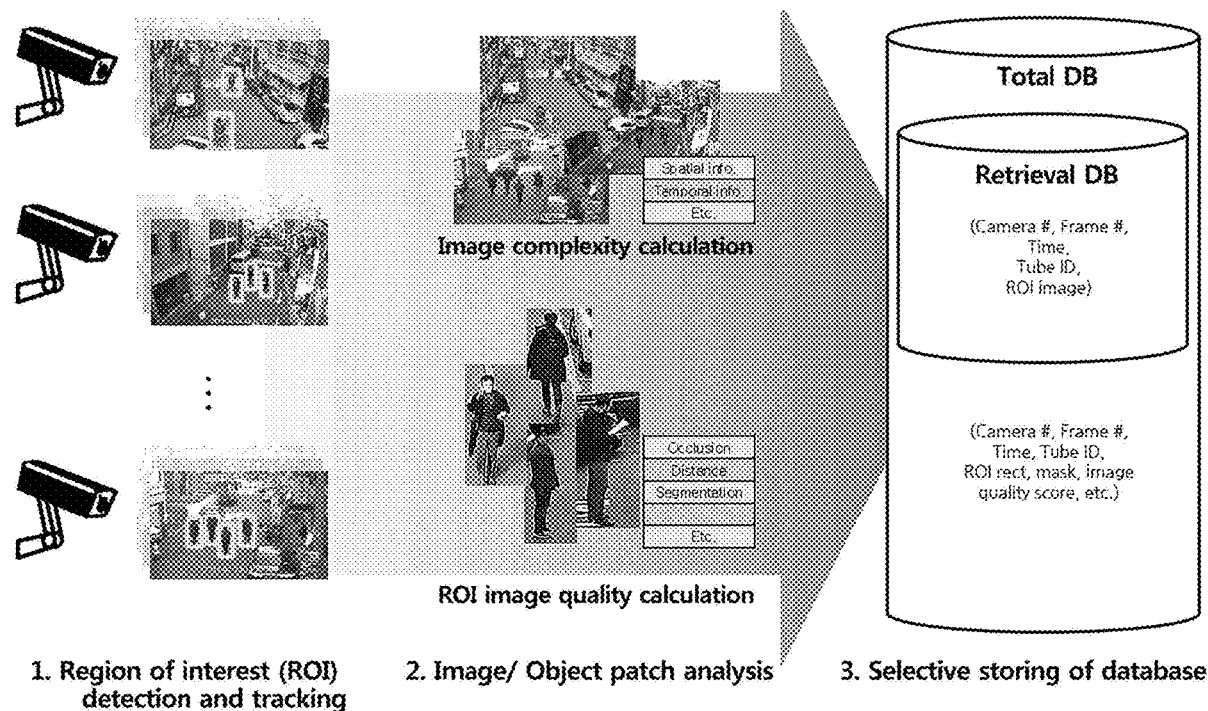 Spatial info,
Temporal info
Etc,
Image complexity calculation
Occlusion
Distance
Segmentation
Etc,
ROI image quality calculation
Total DB
Retrieval DB
(Camera #, Frame #,
Time,
Tube ID,
ROI image)
(Camera #, Frame #,
Time, Tube ID,
ROI rect, mask, image
quality score, etc.)
1. Region of interest (ROI)
detection and tracking
2. Image/ Object patch analysis
3. Selective storing of database